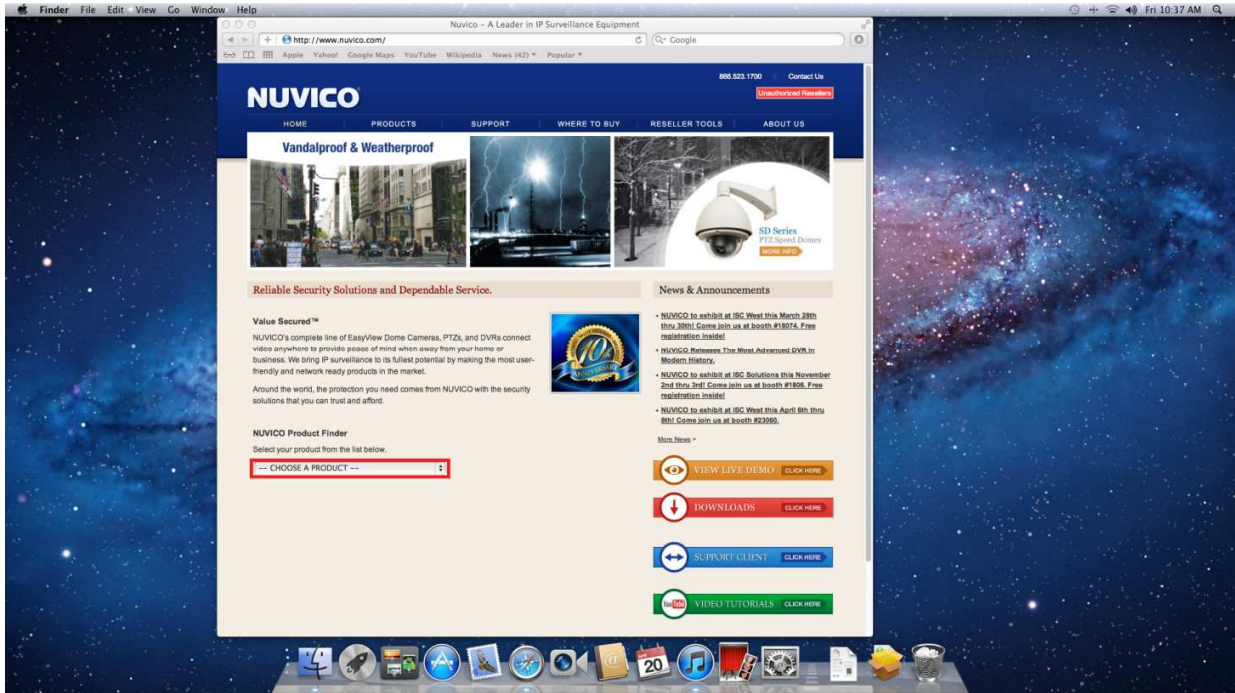 Finder File Edit View Go Window Help
Fri 10:37 AM
Nuvico – A Leader in IP Surveillance Equipment
http://www.nuvico.com/
Google
Apple Yahoo! Google Maps YouTube Wikipedia News (42) Popular
866.523.1700 Contact Us
NUVICO
Unauthorized Resellers
HOME PRODUCTS SUPPORT WHERE TO BUY RESELLER TOOLS ABOUT US
Vandalproof & Weatherproof
SD Series
PTZ Speed Domes
MORE INFO
Reliable Security Solutions and Dependable Service.
Value Secured™
NUVICO's complete line of EasyView Dome Cameras, PTZs, and DVRs connect
video anywhere to provide peace of mind when away from your home or
business. We bring IP surveillance to its fullest potential by making the most user-
friendly and network ready products in the market.
Around the world, the protection you need comes from NUVICO with the security
solutions that you can trust and afford.
10th
ANNIVERSARY
NUVICO Product Finder
Select your product from the list below.
-- CHOOSE A PRODUCT --
News & Announcements
• NUVICO to exhibit at ISC West this March 28th
thru 30th! Come join us at booth #18074. Free
registration inside!
• NUVICO Releases The Most Advanced DVR in
Modern History.
• NUVICO to exhibit at ISC Solutions this November
2nd thru 3rd! Come join us at booth #1806. Free
registration inside!
• NUVICO to exhibit at ISC West this April 6th thru
8th! Come join us at booth #23060.
More News >
VIEW LIVE DEMO CLICK HERE
DOWNLOADS CLICK HERE
SUPPORT CLIENT CLICK HERE
YouTube VIDEO TUTORIALS CLICK HERE
20